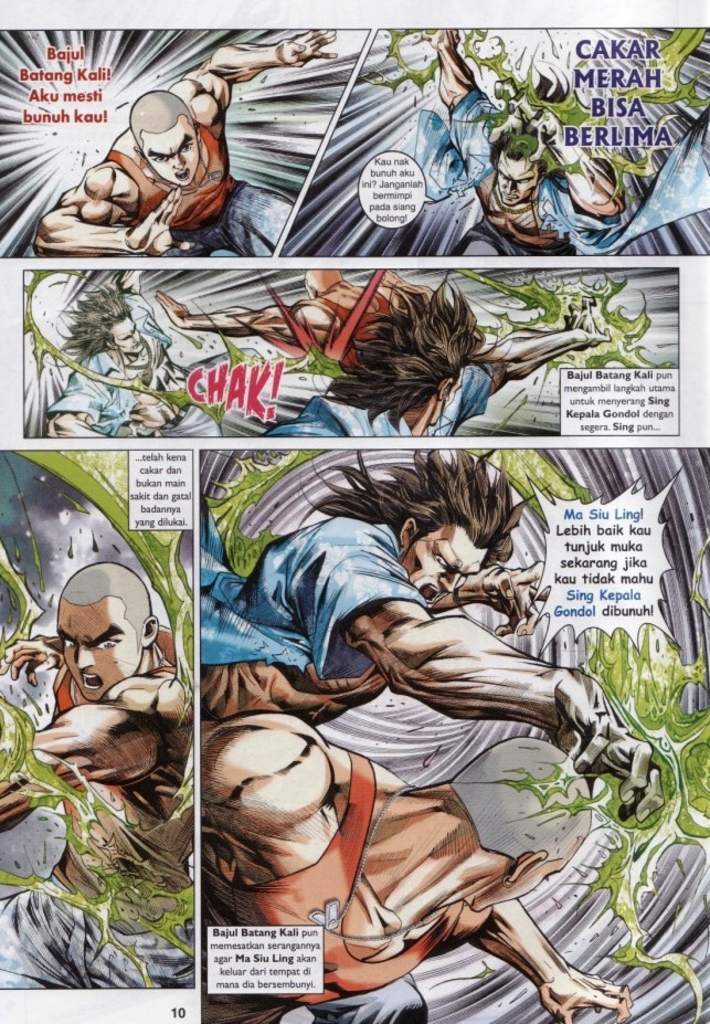 Bajul
Batang Kali!
Aku mesti
bunuh kau!
CAKAR
MERAH
BISA
BERLIMA
Kau nak
bunuh aku
ini? Janganlah
bermimpi
pada siang
bolong!
CHAK!
Bajul Batang Kali pun
mengambil langkah utama
untuk menyerang Sing
Kepala Gondol dengan
segera. Sing pun...
...telah kena
cakar dan
bukan main
sakit dan gatal
badannya
yang dilukai.
Ma Siu Ling!
Lebih baik kau
tunjuk muka
sekarang jika
kau tidak mahu
Sing Kepala
Gondol dibunuh!
Bajul Batang Kali pun
memesatkan serangannya
agar Ma Siu Ling akan
keluar dari tempat di
mana dia bersembunyi.
10